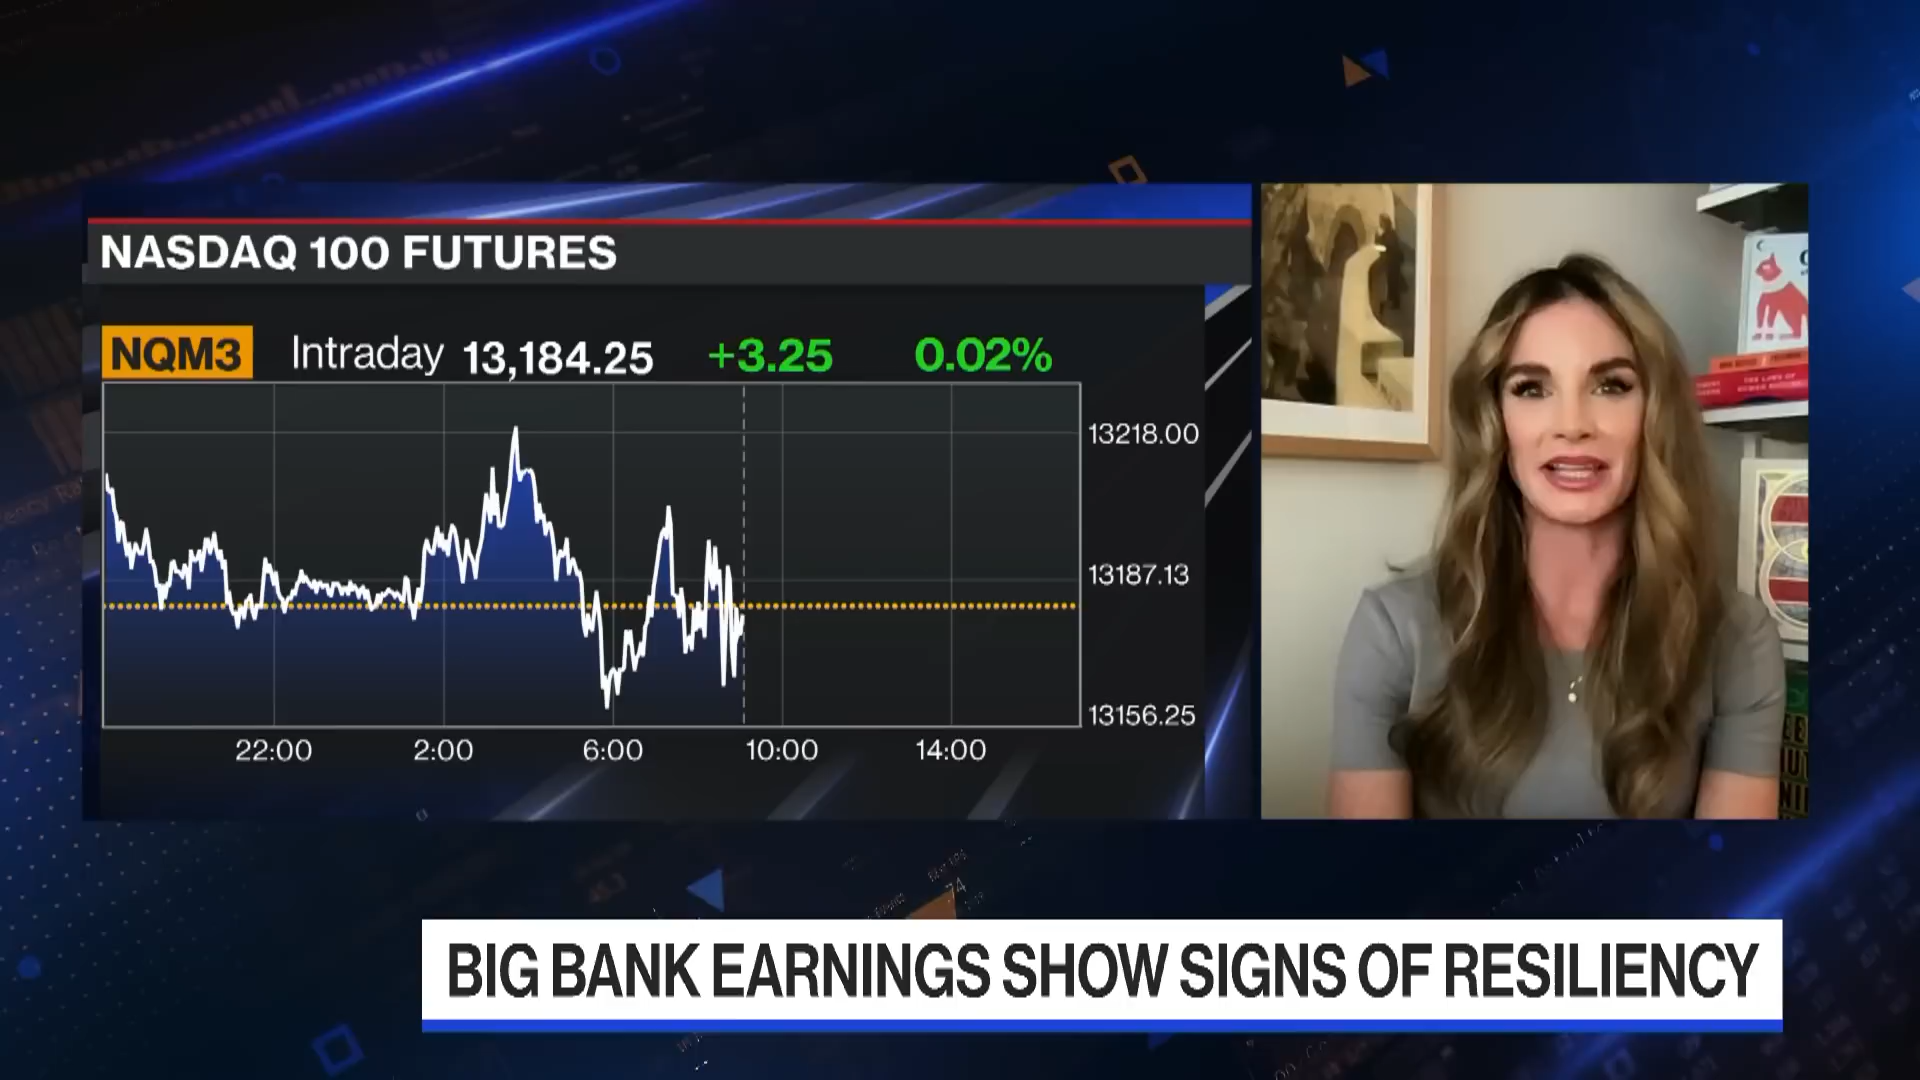 NASDAQ 100 FUTURES
NQM3 Intraday 13,184.25 +3.25 0.02%
13218.00
13187.13
13156.25
22:00 2:00 6:00 10:00 14:00
BIG BANK EARNINGS SHOW SIGNS OF RESILIENCY